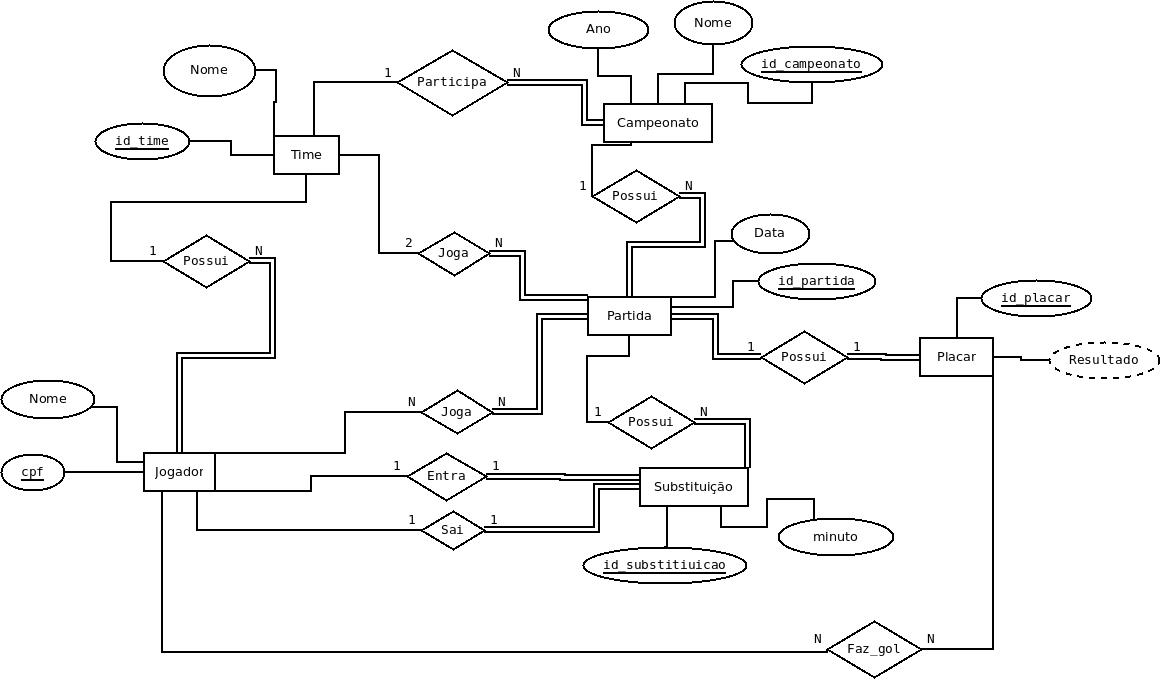 Ano
Nome
id_campeonato
Nome
1
Participa
N
Campeonato
id_time
Time
1
Possui
N
Data
1
Possui
N
2
Joga
N
id_partida
id_placar
Partida
1
Possui
1
Placar
Resultado
Nome
N
Joga
N
1
Possui
N
cpf
Jogador
1
Entra
1
Substituição
1
Sai
1
minuto
id_substitiuicao
N
Faz_gol
N